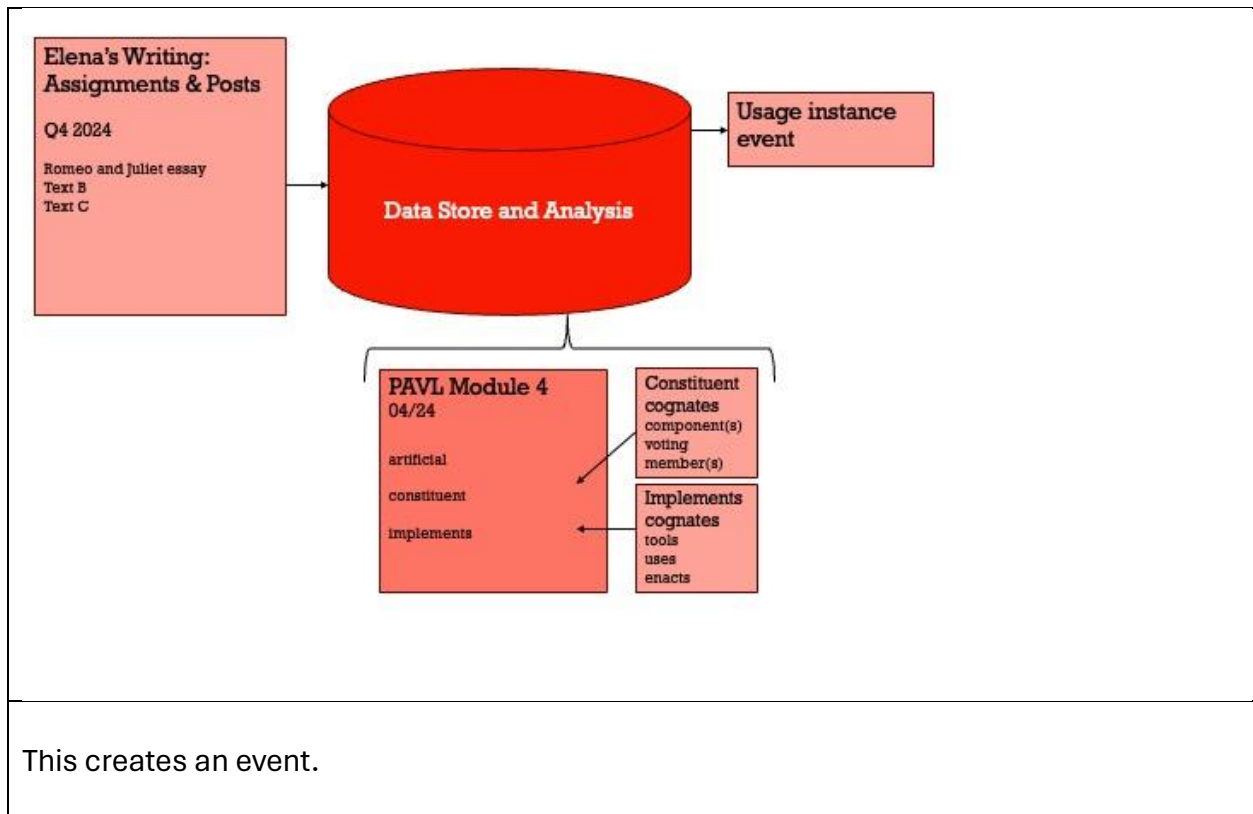 Elena's Writing:
Assignments & Posts
Q4 2024
Romeo and Juliet essay
Text B
Text C
Data Store and Analysis
Usage instance
event
PAVL Module 4
04/24
artificial
constituent
implements
Constituent
cognates
component(s)
voting
member(s)
Implements
cognates
tools
uses
enacts
This creates an event.